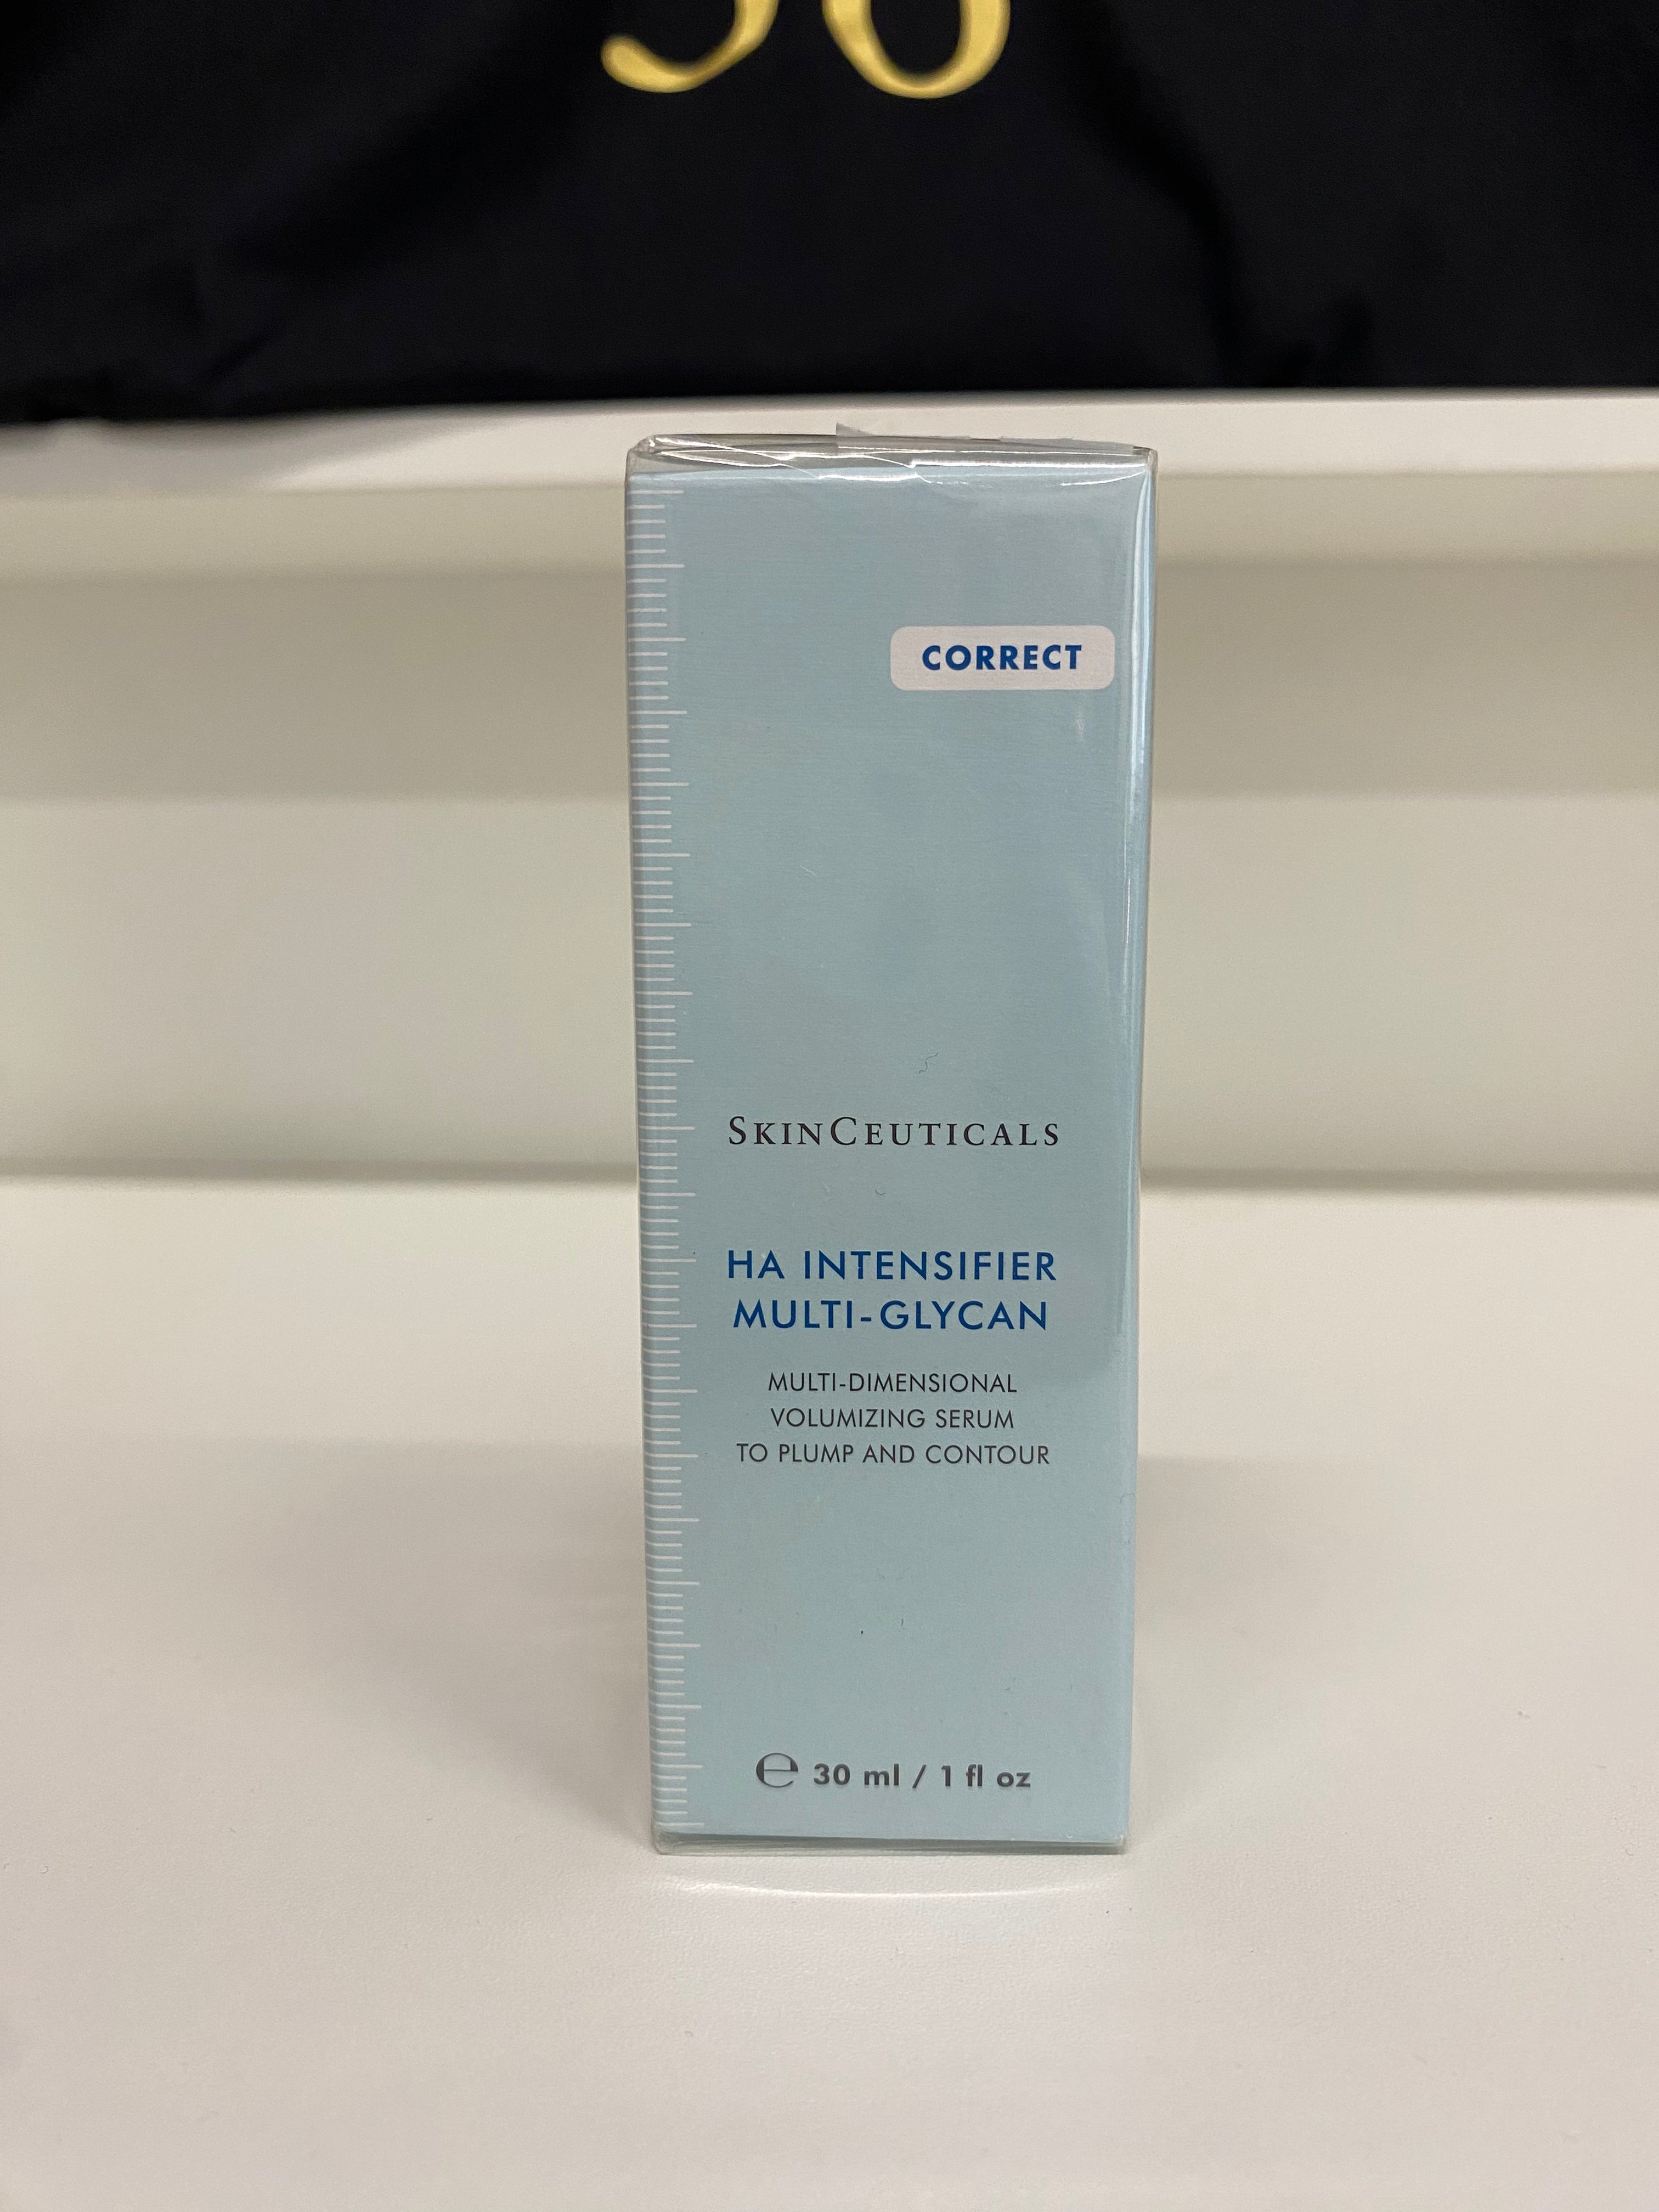 CORRECT
SKINCEUTICALS
HA INTENSIFIER
MULTI-GLYCAN
MULTI-DIMENSIONAL
VOLUMIZING SERUM
TO PLUMP AND CONTOUR
℮ 30 ml / 1 fl oz